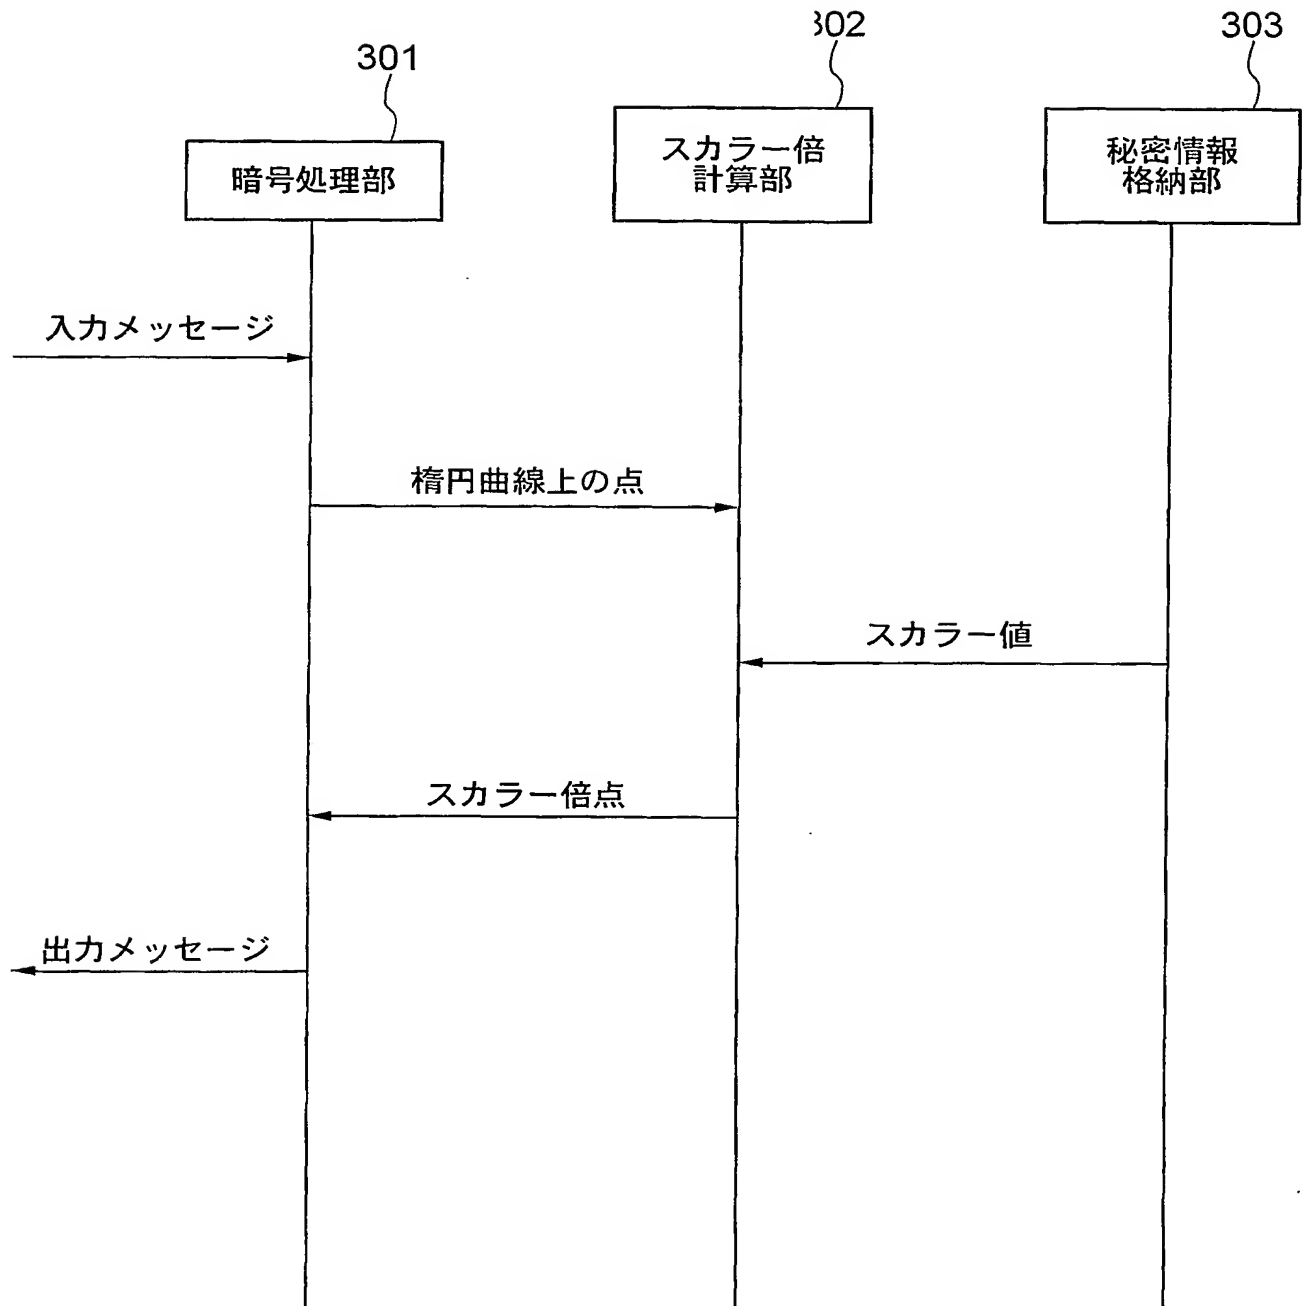 301
302
303
暗号処理部
スカラー倍
計算部
秘密情報
格納部
入力メッセージ
楕円曲線上の点
スカラー値
スカラー倍点
出力メッセージ